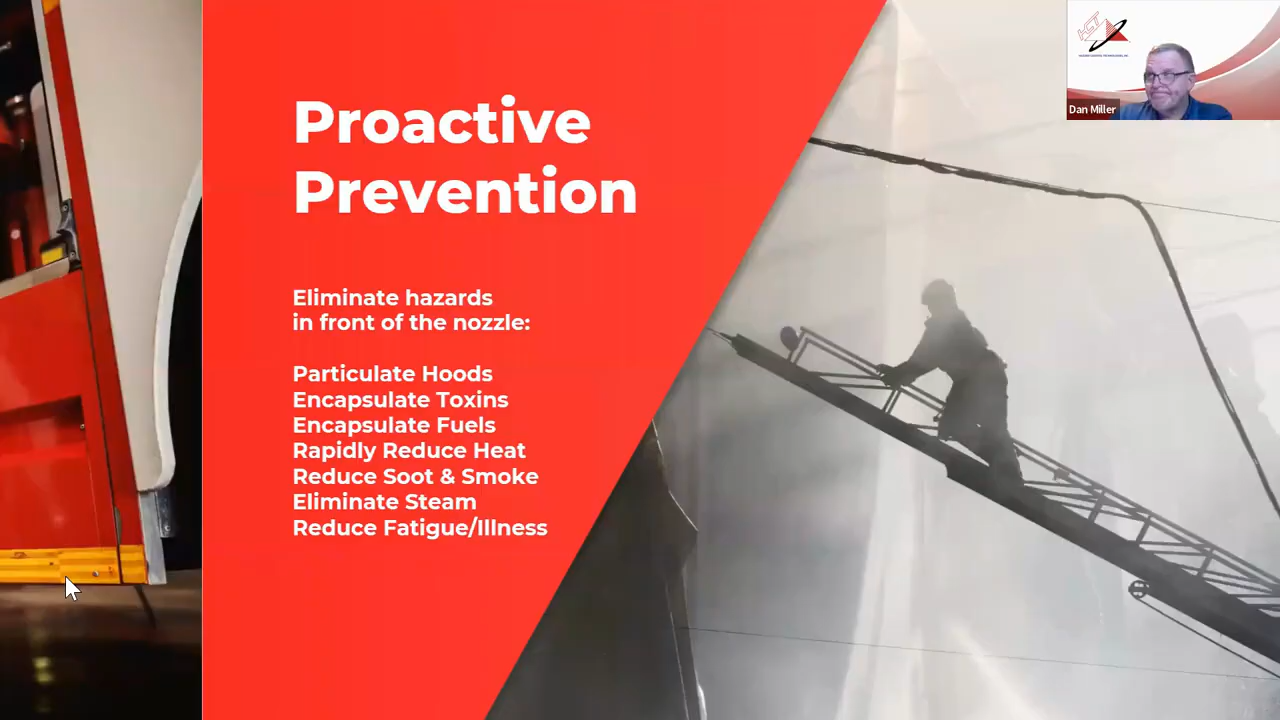 Proactive
Prevention
Eliminate hazards
in front of the nozzle:
Particulate Hoods
Encapsulate Toxins
Encapsulate Fuels
Rapidly Reduce Heat
Reduce Soot & Smoke
Eliminate Steam
Reduce Fatigue/Illness
HCT
Dan Miller